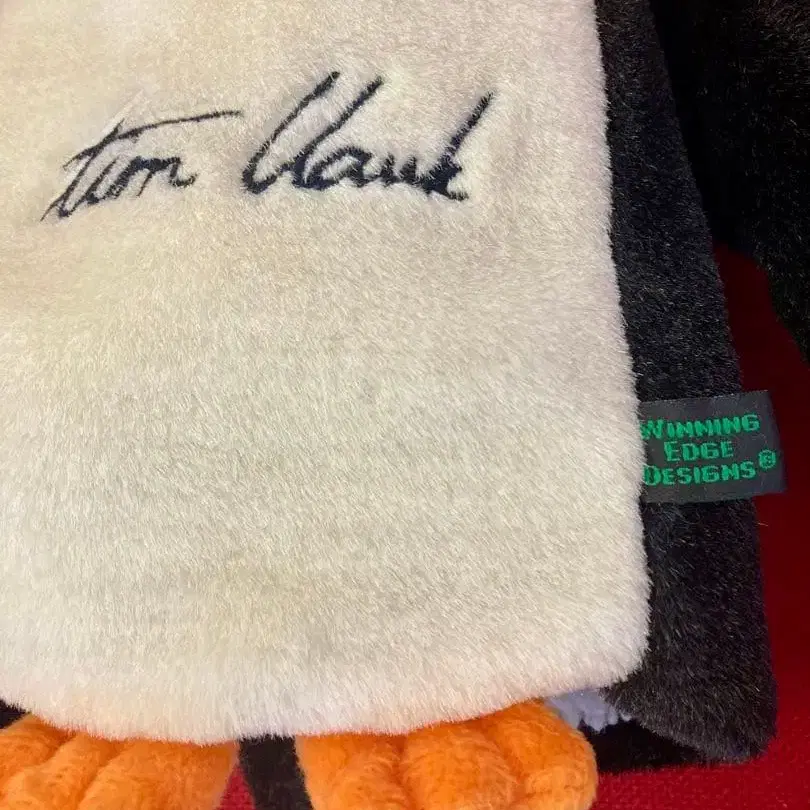 tim clark
WINNING
EDGE
DESIGNS®